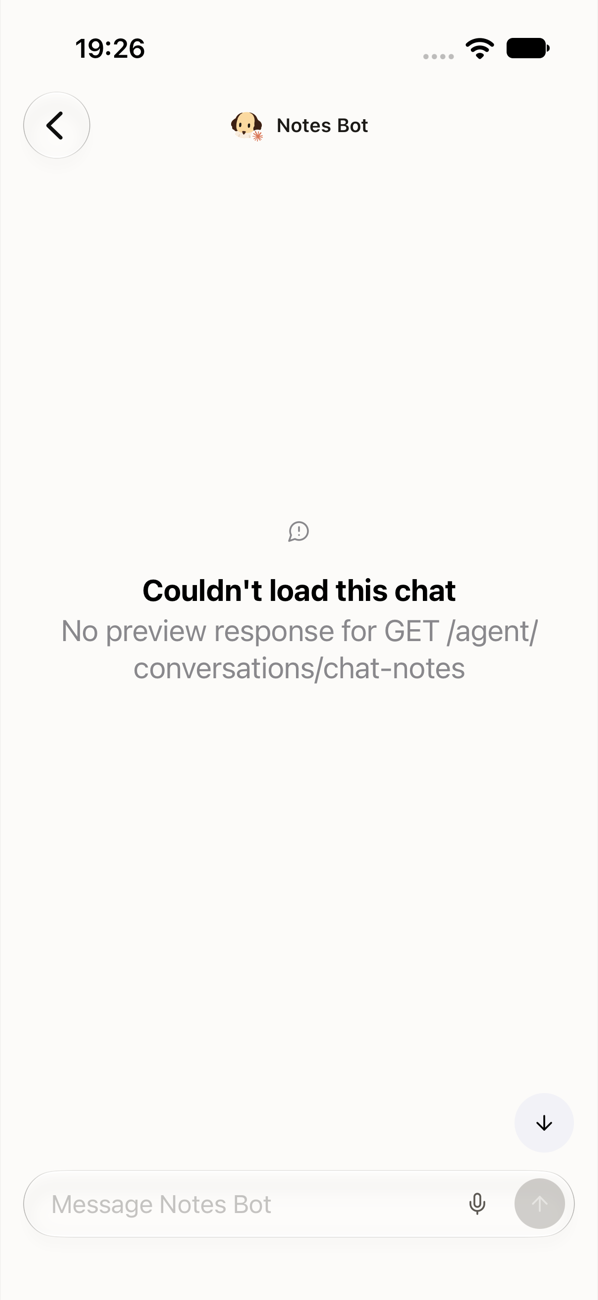 19:26
Notes Bot
Couldn't load this chat
No preview response for GET /agent/
conversations/chat-notes
Message Notes Bot